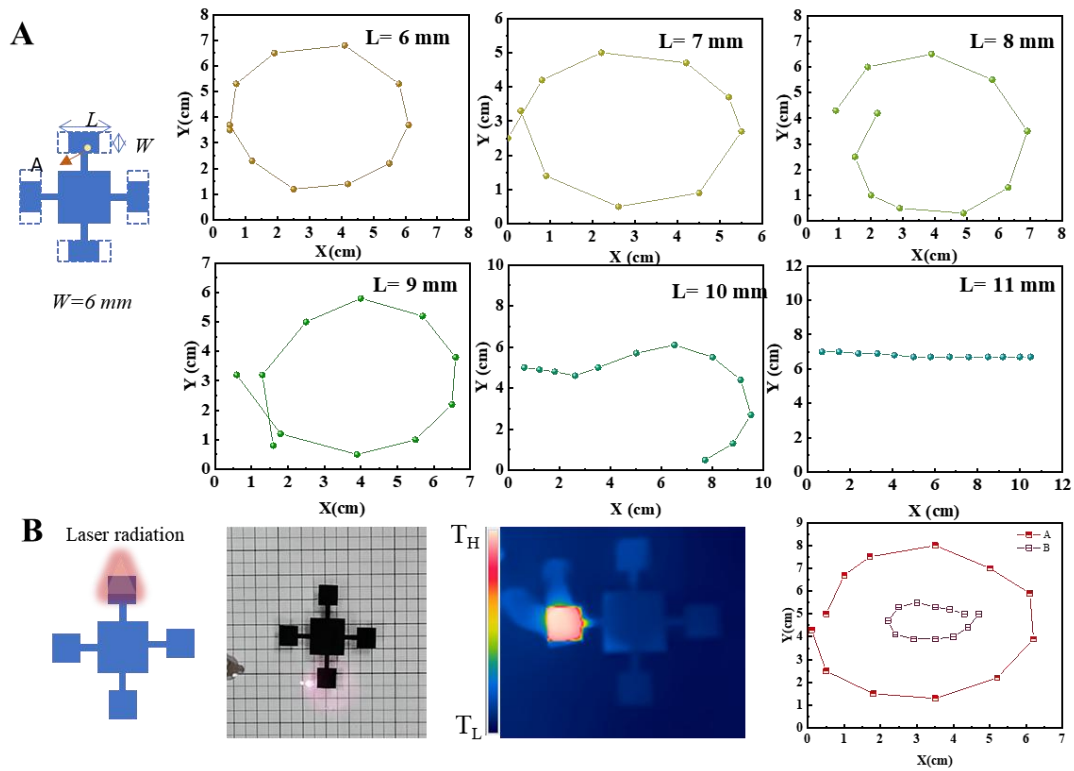 A
L
W
A
W=6 mm
L= 6 mm
Y(cm)
8
7
6
5
4
3
2
1
0
0 1 2 3 4 5 6 7 8
X(cm)
L= 7 mm
Y(cm)
6
5
4
3
2
1
0
0 1 2 3 4 5 6
X (cm)
L= 8 mm
Y(cm)
8
7
6
5
4
3
2
1
0
0 1 2 3 4 5 6 7 8
X (cm)
L= 9 mm
Y(cm)
7
6
5
4
3
2
1
0
0 1 2 3 4 5 6 7
X(cm)
L= 10 mm
Y (cm)
10
8
6
4
2
0
0 2 4 6 8 10
X (cm)
L= 11 mm
Y (cm)
12
10
8
6
4
2
0
0 2 4 6 8 10 12
X (cm)
B
Laser radiation
TH
TL
Y(cm)
9
8
7
6
5
4
3
2
1
0
A
B
0 1 2 3 4 5 6 7
X(cm)